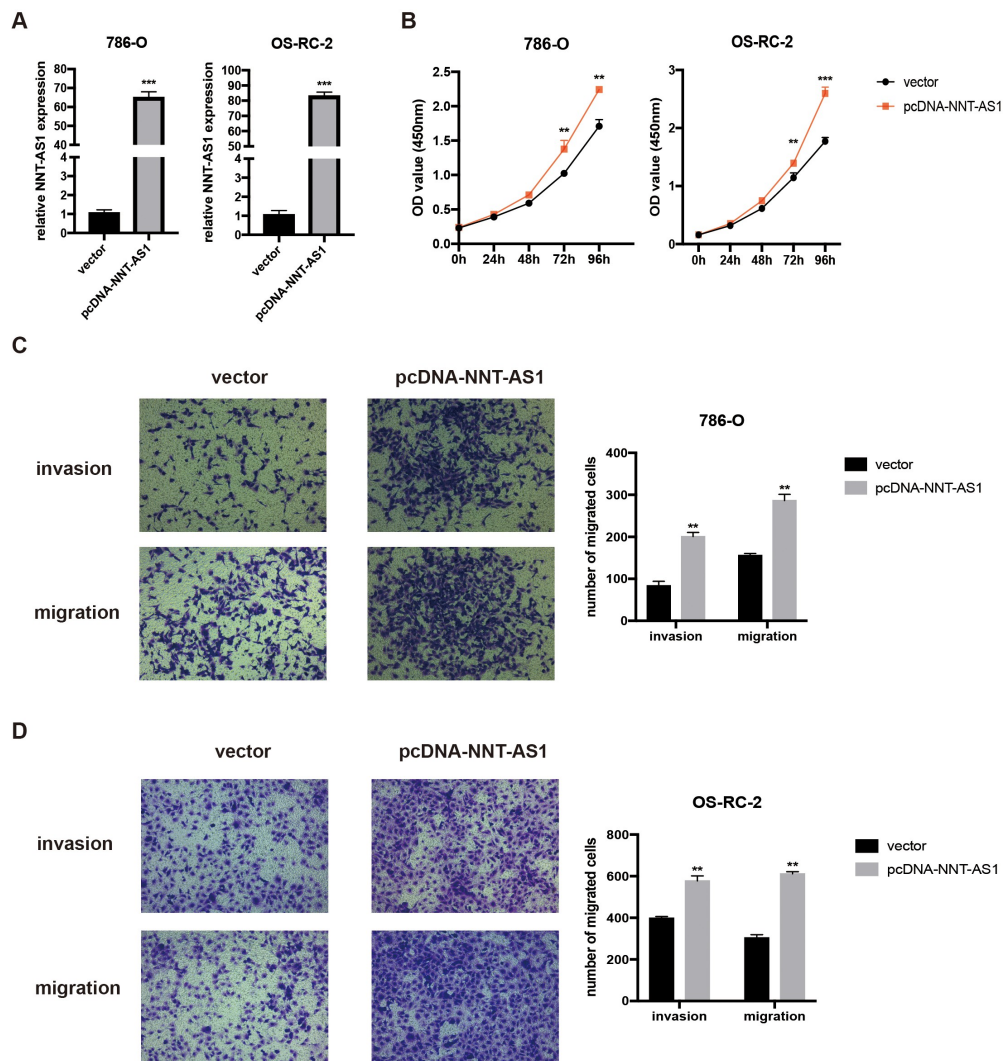 A
786-O
OS-RC-2
relative NNT-AS1 expression
80
70
60
50
40
4
3
2
1
0
vector
pcDNA-NNT-AS1
relative NNT-AS1 expression
100
90
80
70
60
50
4
3
2
1
0
vector
pcDNA-NNT-AS1
***
***
B
786-O
OS-RC-2
OD value (450nm)
2.5
2.0
1.5
1.0
0.5
0.0
0h 24h 48h 72h 96h
**
**
OD value (450nm)
3
2
1
0
0h 24h 48h 72h 96h
**
***
vector
pcDNA-NNT-AS1
C
vector
pcDNA-NNT-AS1
invasion
migration
786-O
number of migrated cells
400
300
200
100
0
**
**
invasion migration
vector
pcDNA-NNT-AS1
D
vector
pcDNA-NNT-AS1
invasion
migration
OS-RC-2
number of migrated cells
800
600
400
200
0
**
**
invasion migration
vector
pcDNA-NNT-AS1